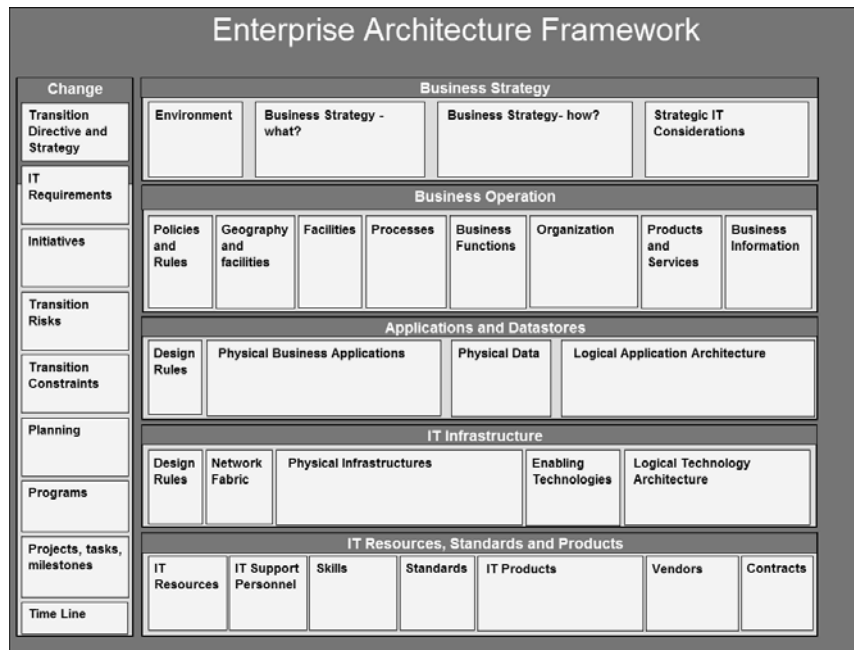 Enterprise Architecture Framework
Change
Transition
Directive and
Strategy
IT
Requirements
Initiatives
Transition
Risks
Transition
Constraints
Planning
Programs
Projects, tasks,
milestones
Time Line
Business Strategy
Environment
Business Strategy -
what?
Business Strategy- how?
Strategic IT
Considerations
Business Operation
Policies
and
Rules
Geography
and
facilities
Facilities
Processes
Business
Functions
Organization
Products
and
Services
Business
Information
Applications and Datastores
Design
Rules
Physical Business Applications
Physical Data
Logical Application Architecture
IT Infrastructure
Design
Rules
Network
Fabric
Physical Infrastructures
Enabling
Technologies
Logical Technology
Architecture
IT Resources, Standards and Products
IT
Resources
IT Support
Personnel
Skills
Standards
IT Products
Vendors
Contracts